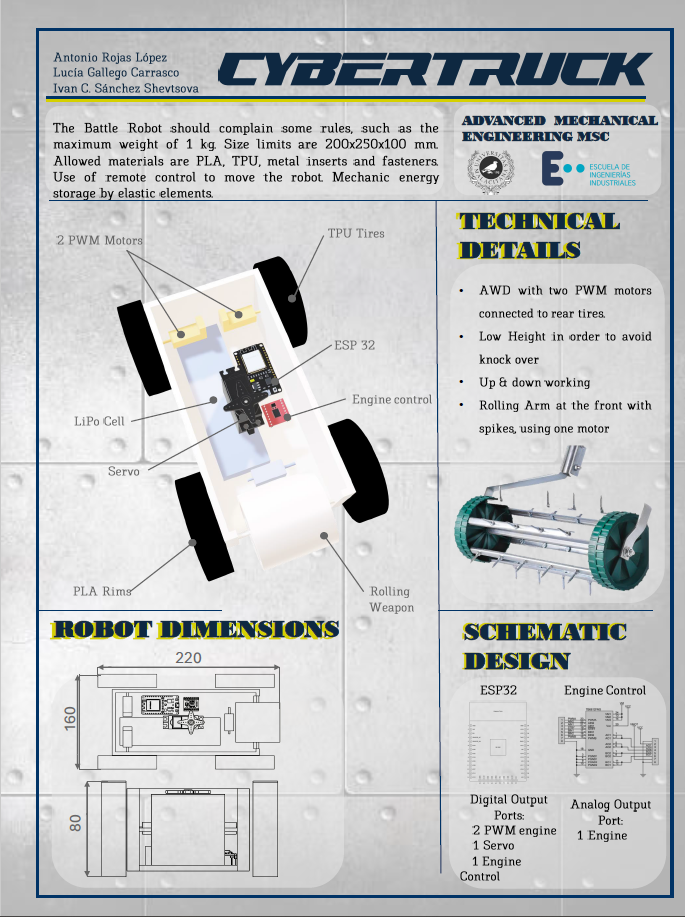 Antonio Rojas López
Lucía Gallego Carrasco
Ivan C. Sánchez Shevtsova
CYBERTRUCK
The Battle Robot should complain some rules, such as the
maximum weight of 1 kg. Size limits are 200x250x100 mm.
Allowed materials are PLA, TPU, metal inserts and fasteners.
Use of remote control to move the robot. Mechanic energy
storage by elastic elements.
ADVANCED MECHANICAL
ENGINEERING MSC
ESCUELA DE
INGENIERÍAS
INDUSTRIALES
2 PWM Motors
TPU Tires
ESP 32
Engine control
LiPo Cell
Servo
PLA Rims
Rolling
Weapon
TECHNICAL
DETAILS
• AWD with two PWM motors
connected to rear tires.
• Low Height in order to avoid
knock over
• Up & down working
• Rolling Arm at the front with
spikes, using one motor
ROBOT DIMENSIONS
220
160
80
SCHEMATIC
DESIGN
ESP32
Engine Control
Digital Output
Ports:
2 PWM engine
1 Servo
1 Engine
Control
Analog Output
Port:
1 Engine